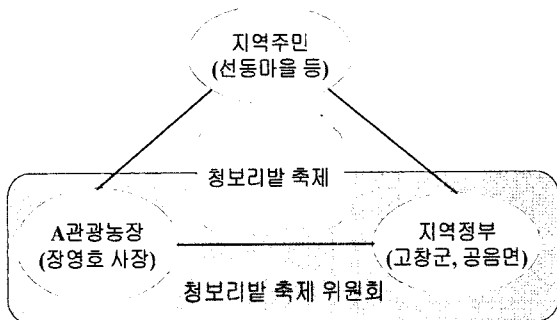 지역주민
(선동마을 등)
청보리밭 축제
A관광농장
(장영호 사장)
지역정부
(고창군, 공음면)
청보리밭 축제 위원회